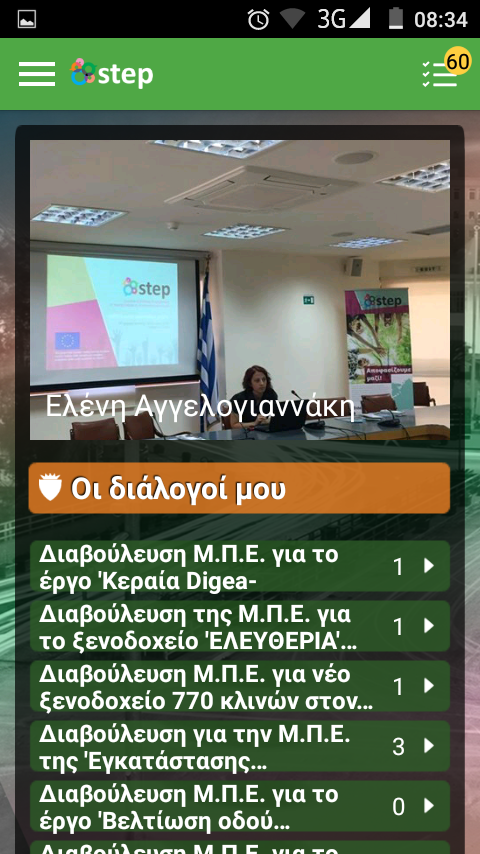 3G 08:34
step
60
step
step
Αποφασίζουμε
μαζί!
Ελένη Αγγελογιαννάκη
Οι διάλογοί μου
Διαβούλευση Μ.Π.Ε. για το
έργο 'Κεραία Digea-
1
Διαβούλευση της Μ.Π.Ε. για
το ξενοδοχείο 'ΕΛΕΥΘΕΡΙΑ'...
1
Διαβούλευση Μ.Π.Ε. για νέο
ξενοδοχείο 770 κλινών στον...
1
Διαβούλευση για την Μ.Π.Ε.
της 'Εγκατάστασης...
3
Διαβούλευση Μ.Π.Ε. για το
έργο 'Βελτίωση οδού...
0
Διαβούλευση Μ.Π.Ε. για το